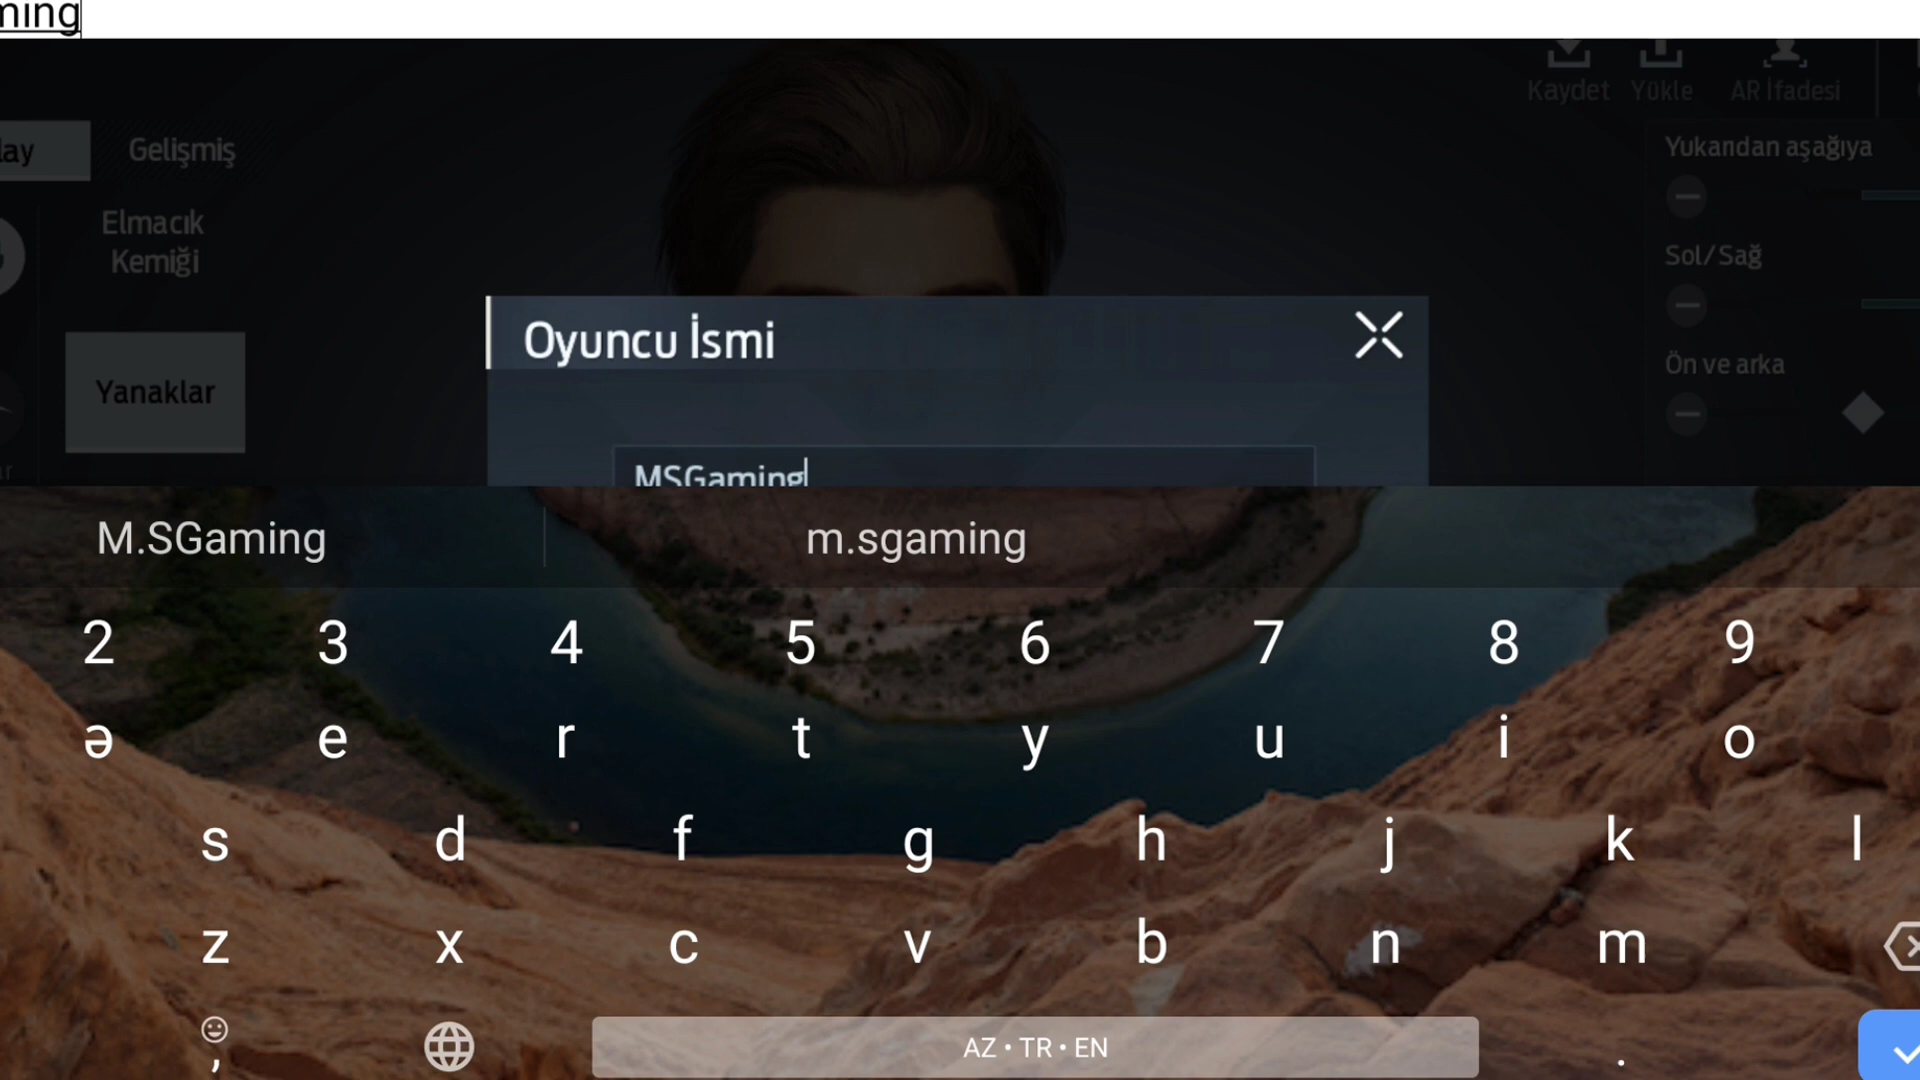 ming
Kaydet Yükle AR İfadesi
lay Gelişmiş
Yukarıdan aşağıya
Elmacık
Kemiği
Sol/Sağ
Oyuncu İsmi
Ön ve arka
Yanaklar
MSGaming
M.SGaming m.sgaming
2 3 4 5 6 7 8 9
ə e r t y u i o
s d f g h j k l
z x c v b n m
, AZ • TR • EN .